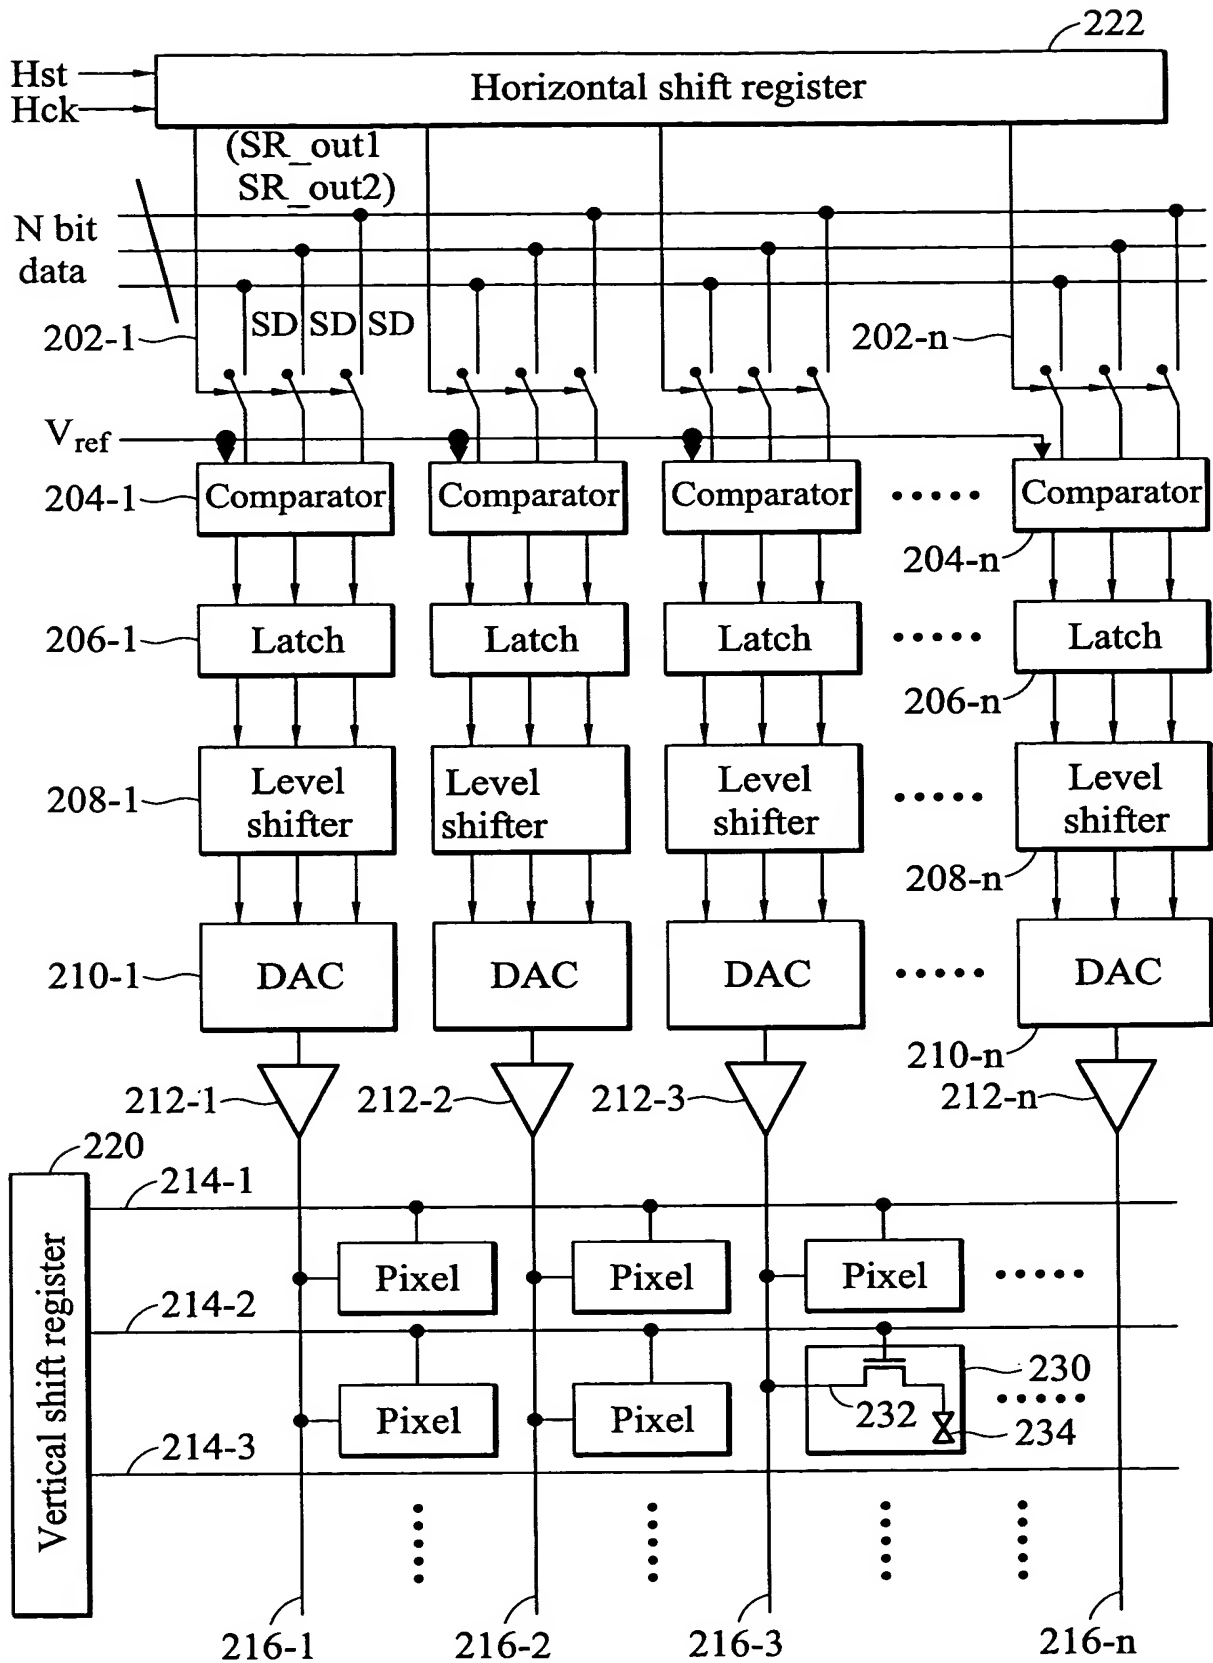 222
Hst
Hck
Horizontal shift register
(SR_out1
SR_out2)
N bit
data
SD SD SD
202-1
202-n
Vref
204-1
Comparator Comparator Comparator Comparator
204-n
206-1
Latch Latch Latch Latch
206-n
208-1
Level shifter
Level shifter
Level shifter
Level shifter
208-n
210-1
DAC DAC DAC DAC
210-n
212-1 212-2 212-3 212-n
220
Vertical shift register
214-1
Pixel Pixel Pixel
214-2
230
232
234
Pixel Pixel
214-3
216-1 216-2 216-3 216-n